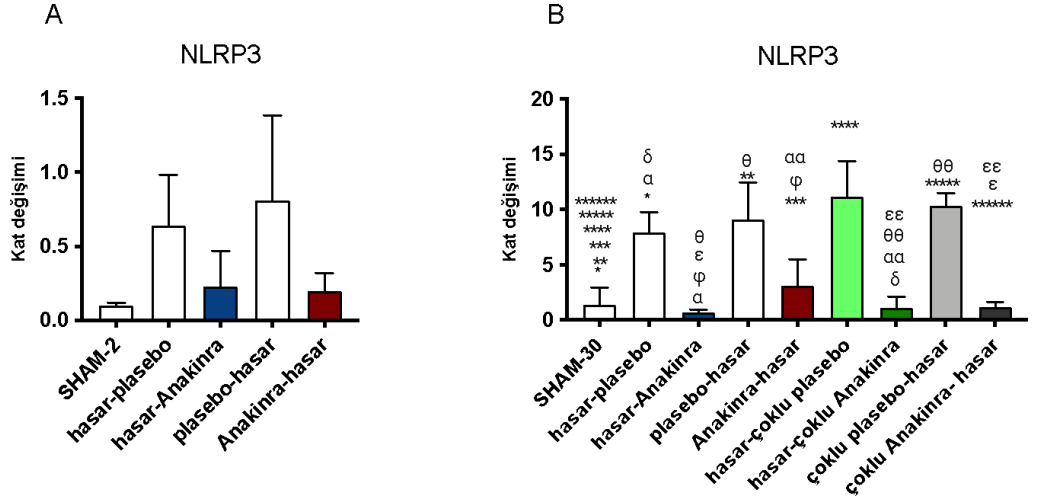 A
NLRP3
Kat değişimi
1.5
1.0
0.5
0.0
SHAM-2
hasar-plasebo
hasar-Anakinra
plasebo-hasar
Anakinra-hasar
B
NLRP3
Kat değişimi
20
15
10
5
0
******
*****
****
***
**
*
δ
α
*
θ
ε
φ
α
θ
**
αα
φ
***
****
εε
θθ
αα
δ
θθ
*****
εε
ε
******
SHAM-30
hasar-plasebo
hasar-Anakinra
plasebo-hasar
Anakinra-hasar
hasar-çoklu plasebo
hasar-çoklu Anakinra
çoklu plasebo-hasar
çoklu Anakinra- hasar